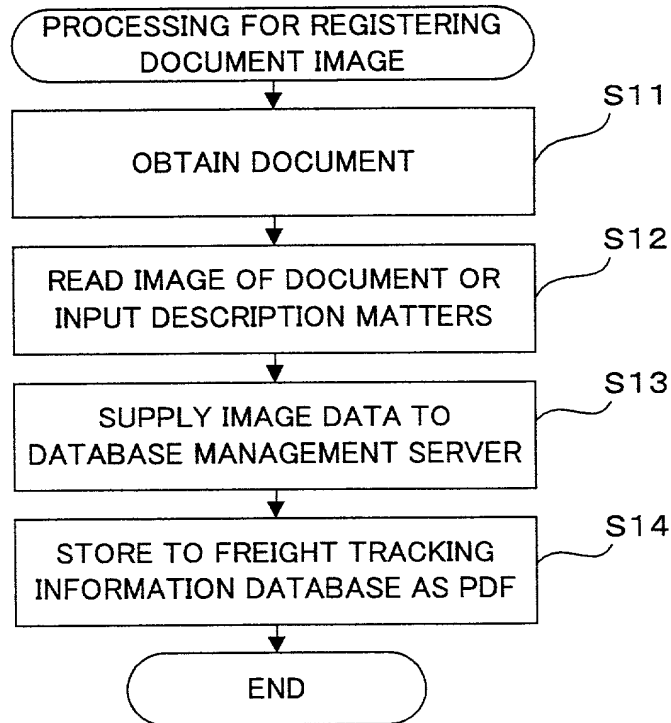 PROCESSING FOR REGISTERING
DOCUMENT IMAGE
S11
OBTAIN DOCUMENT
S12
READ IMAGE OF DOCUMENT OR
INPUT DESCRIPTION MATTERS
S13
SUPPLY IMAGE DATA TO
DATABASE MANAGEMENT SERVER
S14
STORE TO FREIGHT TRACKING
INFORMATION DATABASE AS PDF
END